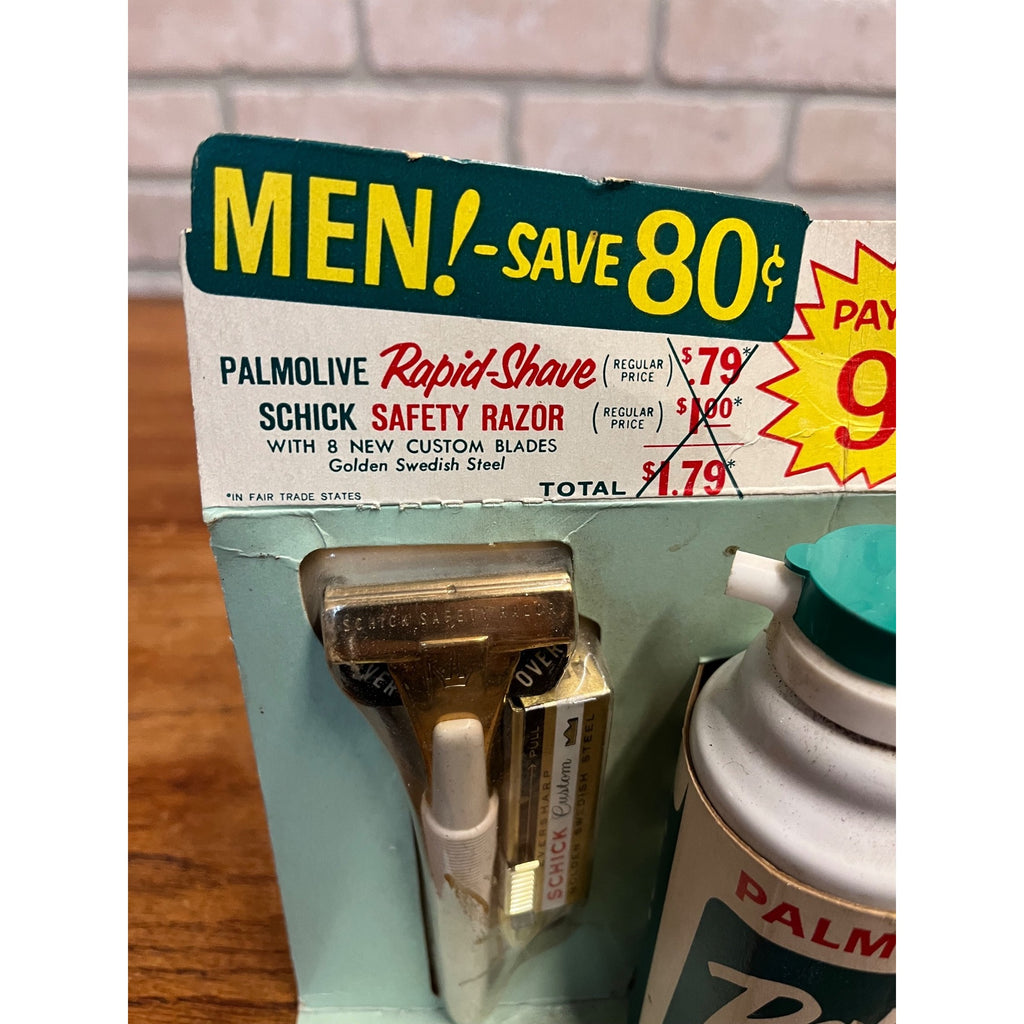 MEN!-SAVE 80¢
PAY
9
PALMOLIVE Rapid-Shave (REGULAR PRICE) $.79*
SCHICK SAFETY RAZOR (REGULAR PRICE) $1.00*
WITH 8 NEW CUSTOM BLADES
Golden Swedish Steel
*IN FAIR TRADE STATES
TOTAL $1.79*
SCHICK SAFETY RAZOR
OVER
→ PULL
EVERSHARP
SCHICK Custom
GOLDEN SWEDISH STEEL
PALM